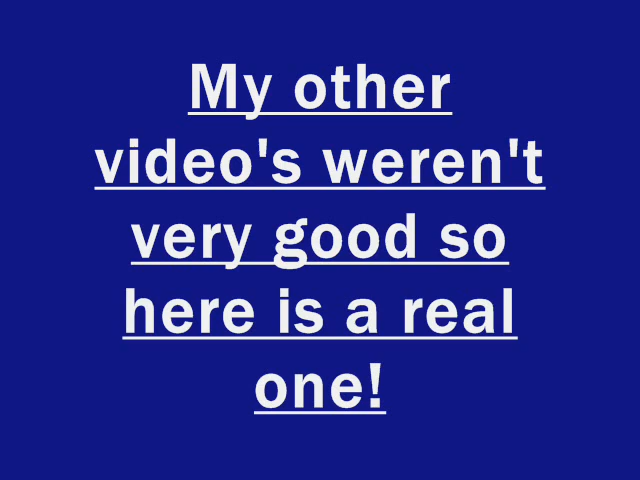 My other
video's weren't
very good so
here is a real
one!